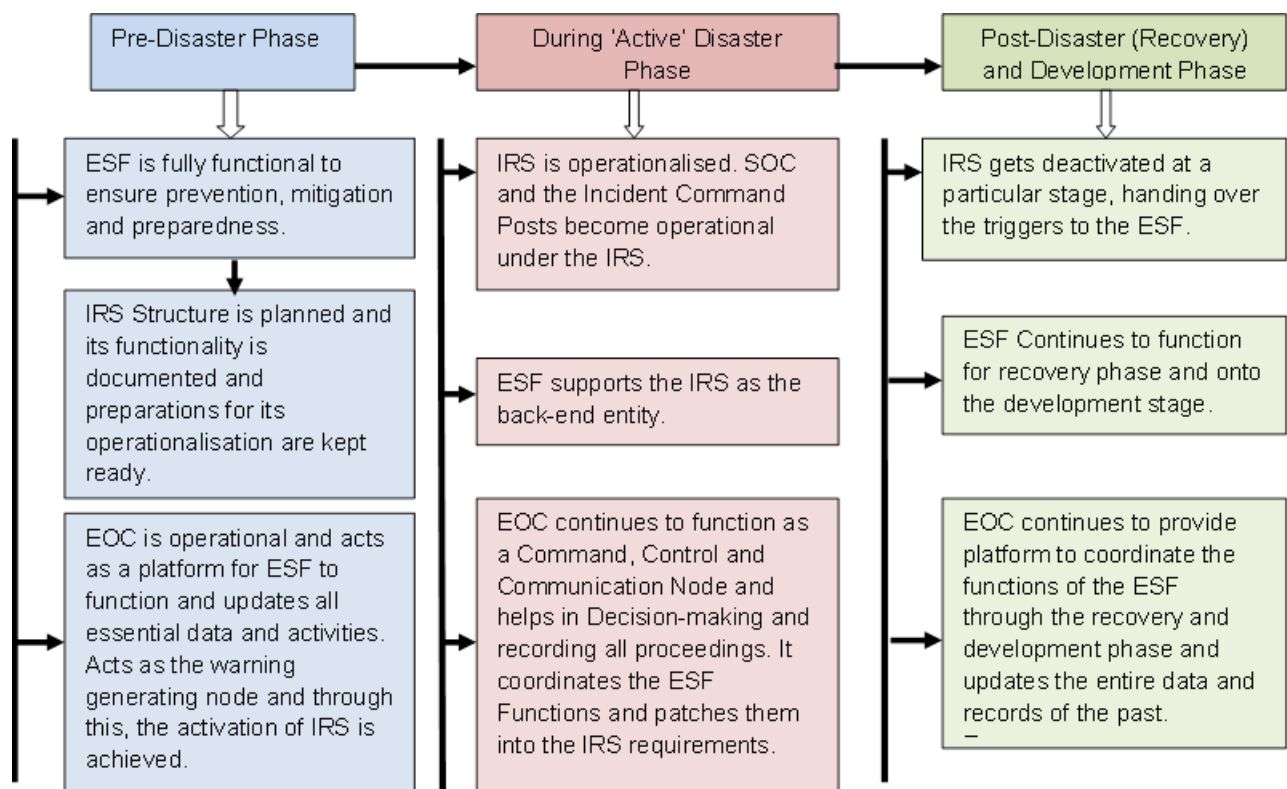 Pre-Disaster Phase
During 'Active' Disaster
Phase
Post-Disaster (Recovery)
and Development Phase
ESF is fully functional to
ensure prevention, mitigation
and preparedness.
IRS Structure is planned and
its functionality is
documented and
preparations for its
operationalisation are kept
ready.
EOC is operational and acts
as a platform for ESF to
function and updates all
essential data and activities.
Acts as the warning
generating node and through
this, the activation of IRS is
achieved.
IRS is operationalised. SOC
and the Incident Command
Posts become operational
under the IRS.
ESF supports the IRS as the
back-end entity.
EOC continues to function as
a Command, Control and
Communication Node and
helps in Decision-making and
recording all proceedings. It
coordinates the ESF
Functions and patches them
into the IRS requirements.
IRS gets deactivated at a
particular stage, handing over
the triggers to the ESF.
ESF Continues to function
for recovery phase and onto
the development stage.
EOC continues to provide
platform to coordinate the
functions of the ESF
through the recovery and
development phase and
updates the entire data and
records of the past.